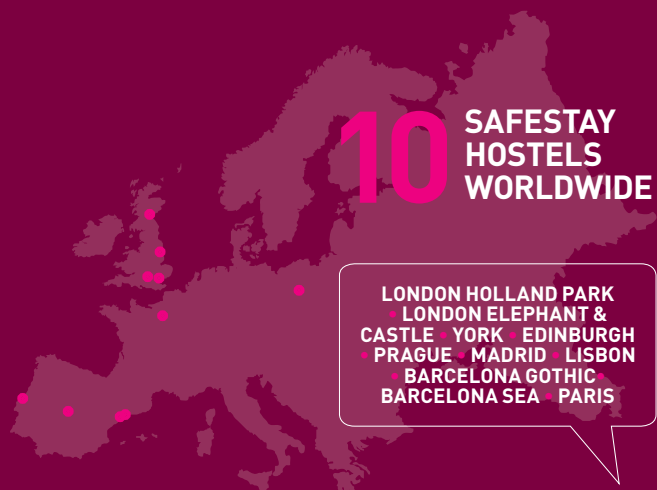 10
SAFESTAY
HOSTELS
WORLDWIDE
LONDON HOLLAND PARK
• LONDON ELEPHANT &
CASTLE • YORK • EDINBURGH
• PRAGUE • MADRID • LISBON
• BARCELONA GOTHIC •
BARCELONA SEA • PARIS